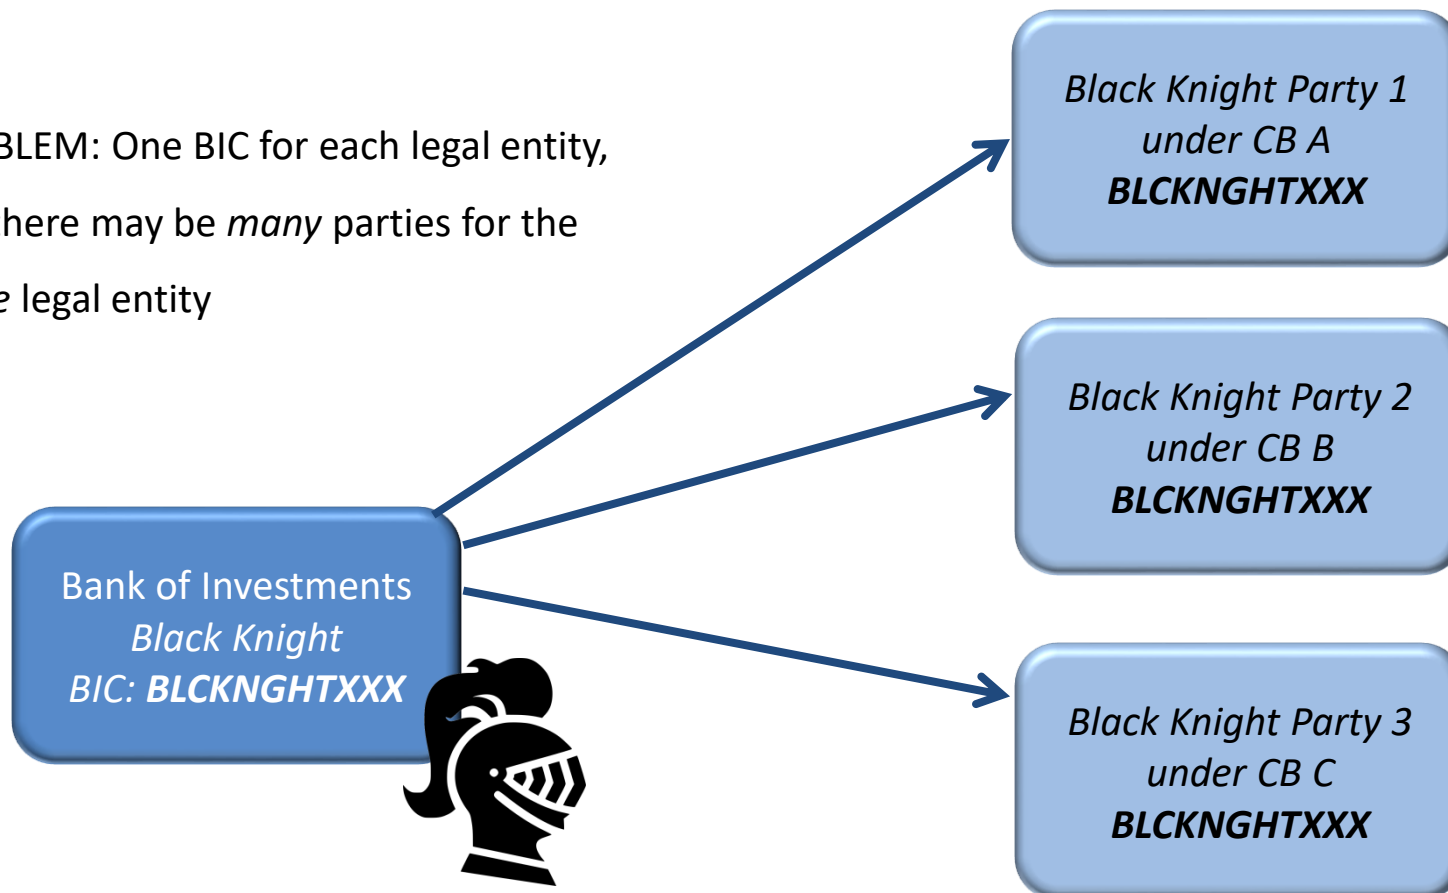 BLEM: One BIC for each legal entity,
here may be many parties for the
e legal entity
Black Knight Party 1
under CB A
BLCKNGHTXXX
Black Knight Party 2
under CB B
BLCKNGHTXXX
Bank of Investments
Black Knight
BIC: BLCKNGHTXXX
Black Knight Party 3
under CB C
BLCKNGHTXXX